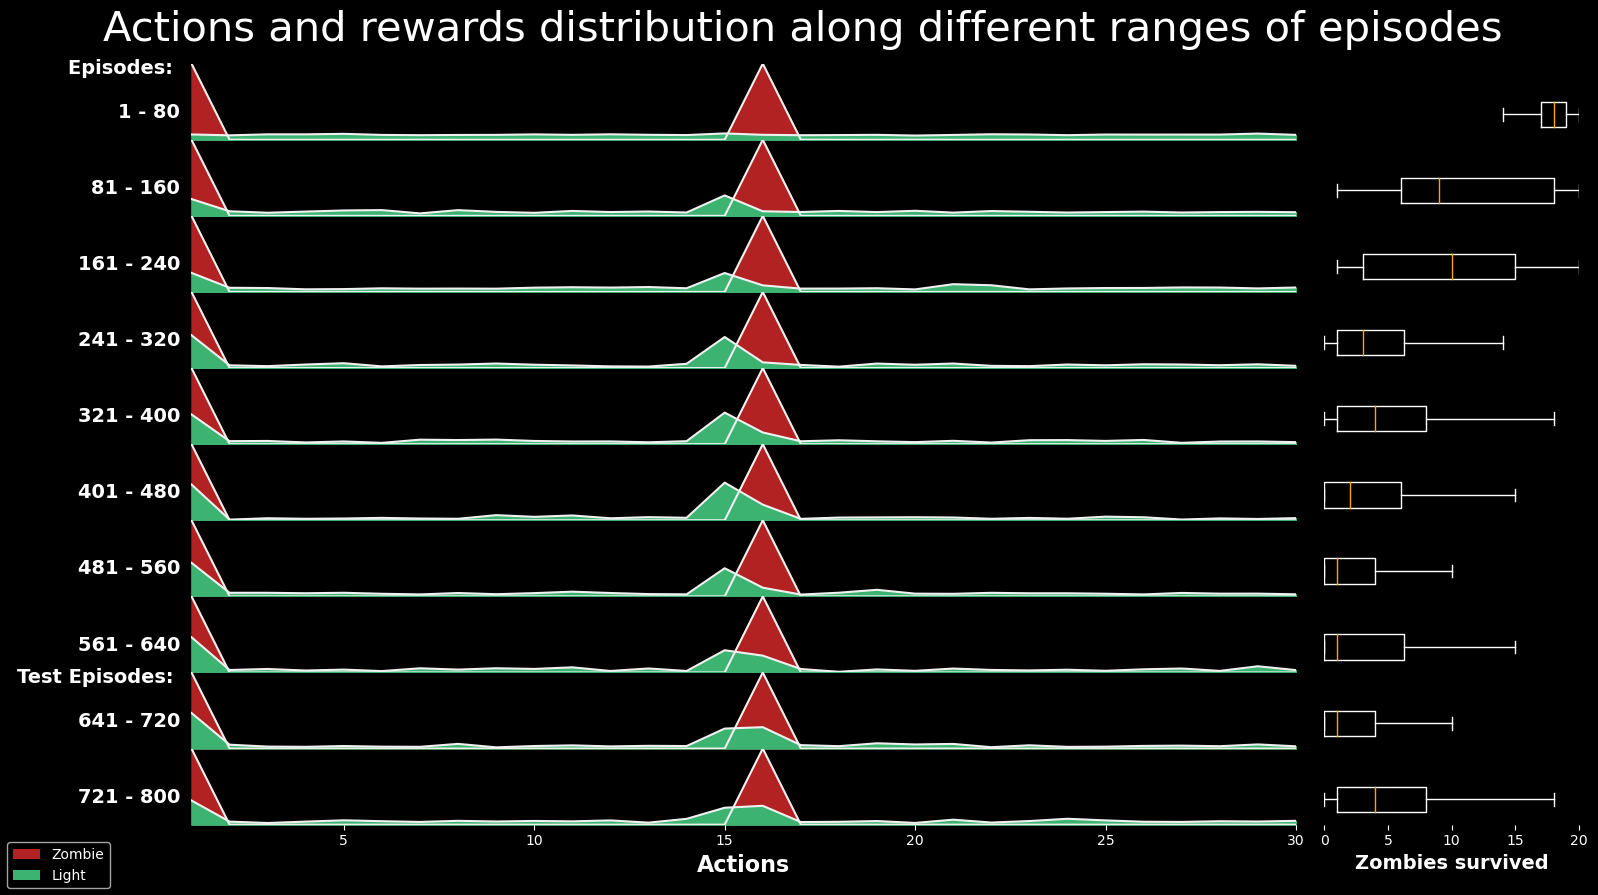 Actions and rewards distribution along different ranges of episodes
Episodes:
1 - 80
81 - 160
161 - 240
241 - 320
321 - 400
401 - 480
481 - 560
561 - 640
Test Episodes:
641 - 720
721 - 800
5 10 15 20 25 30
Actions
0 5 10 15 20
Zombies survived
Zombie
Light